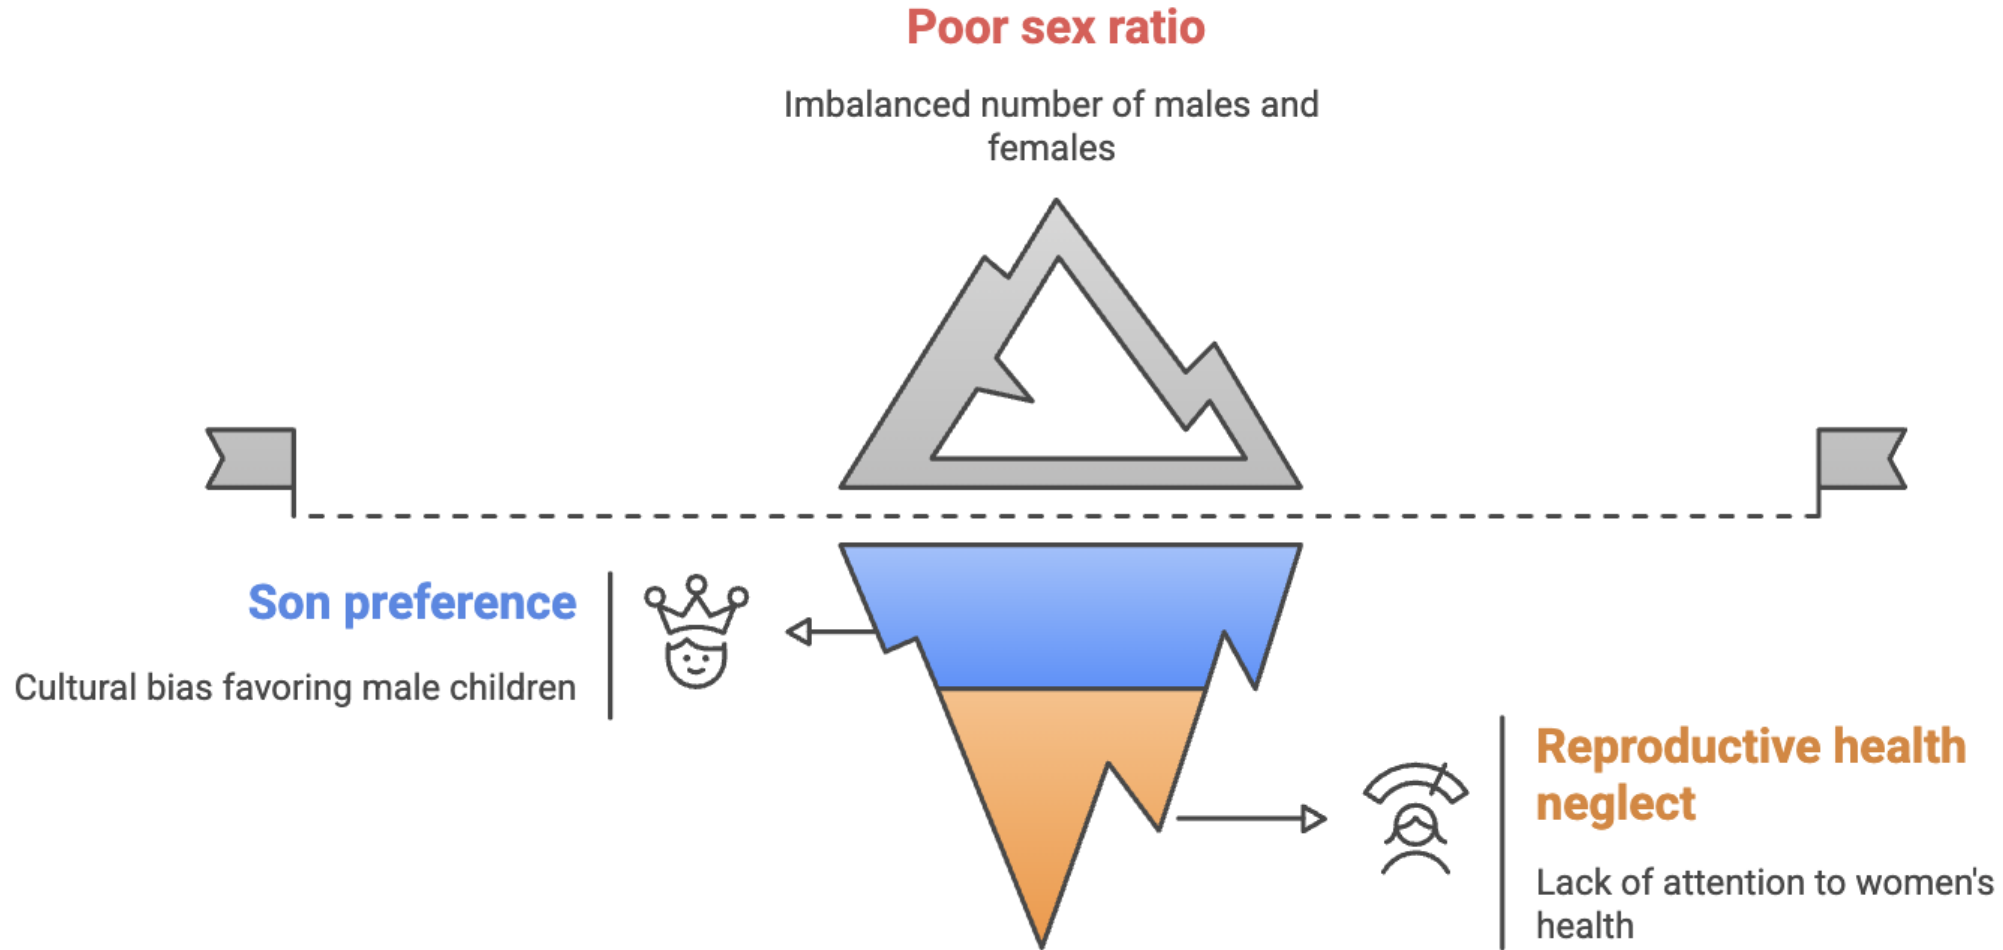 Poor sex ratio
Imbalanced number of males and
females
Son preference
Cultural bias favoring male children
Reproductive health
neglect
Lack of attention to women's
health